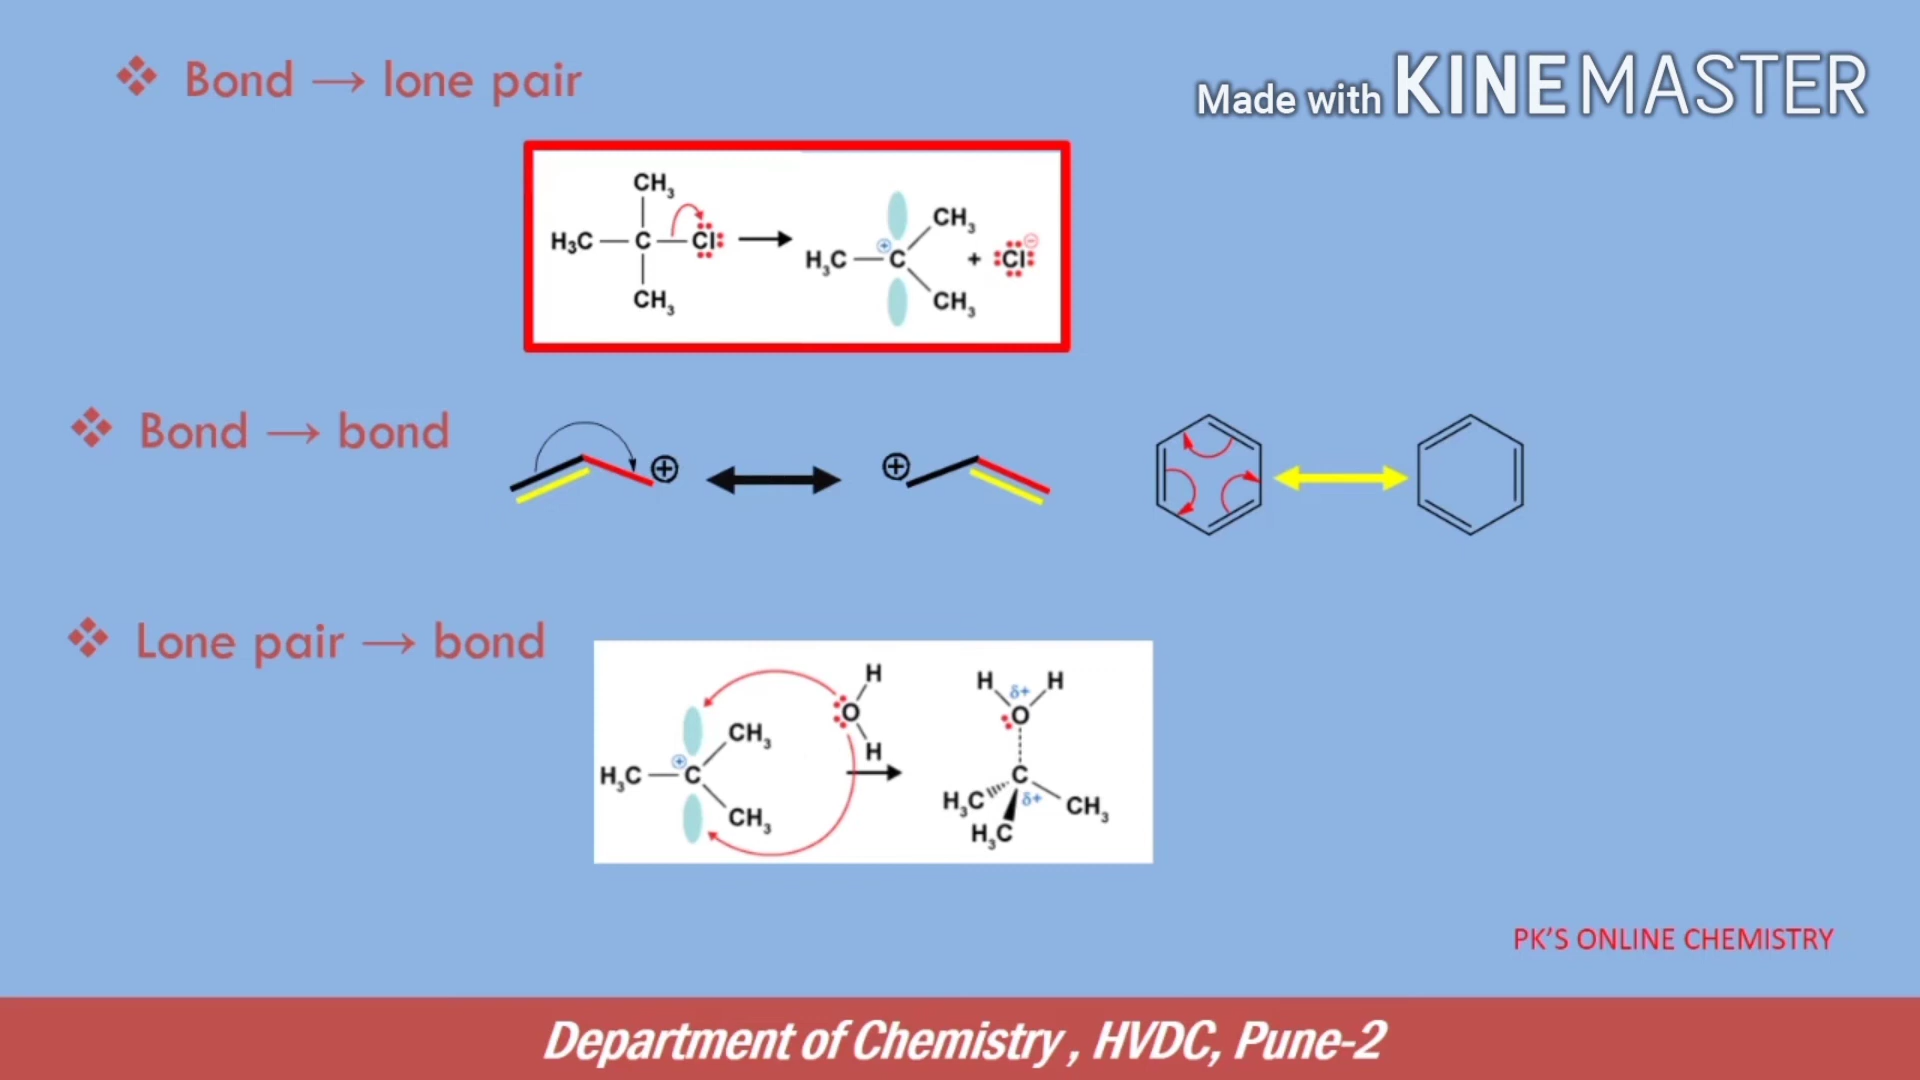 ❖ Bond → lone pair
Made with KINEMASTER
CH₃
H₃C — C — Cl
CH₃
CH₃
H₃C — C⊕
CH₃
+ Cl⊖
❖ Bond → bond
⊕
⊕
❖ Lone pair → bond
H
O
H
CH₃
H₃C — C⊕
CH₃
H δ+ H
O
C
H₃C δ+ CH₃
H₃C
PK'S ONLINE CHEMISTRY
Department of Chemistry , HVDC, Pune-2